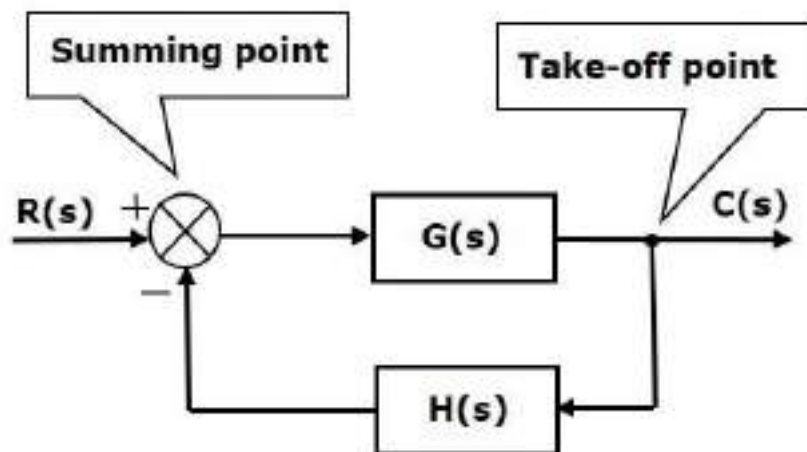 Summing point
Take-off point
R(s)
+
G(s)
C(s)
−
H(s)